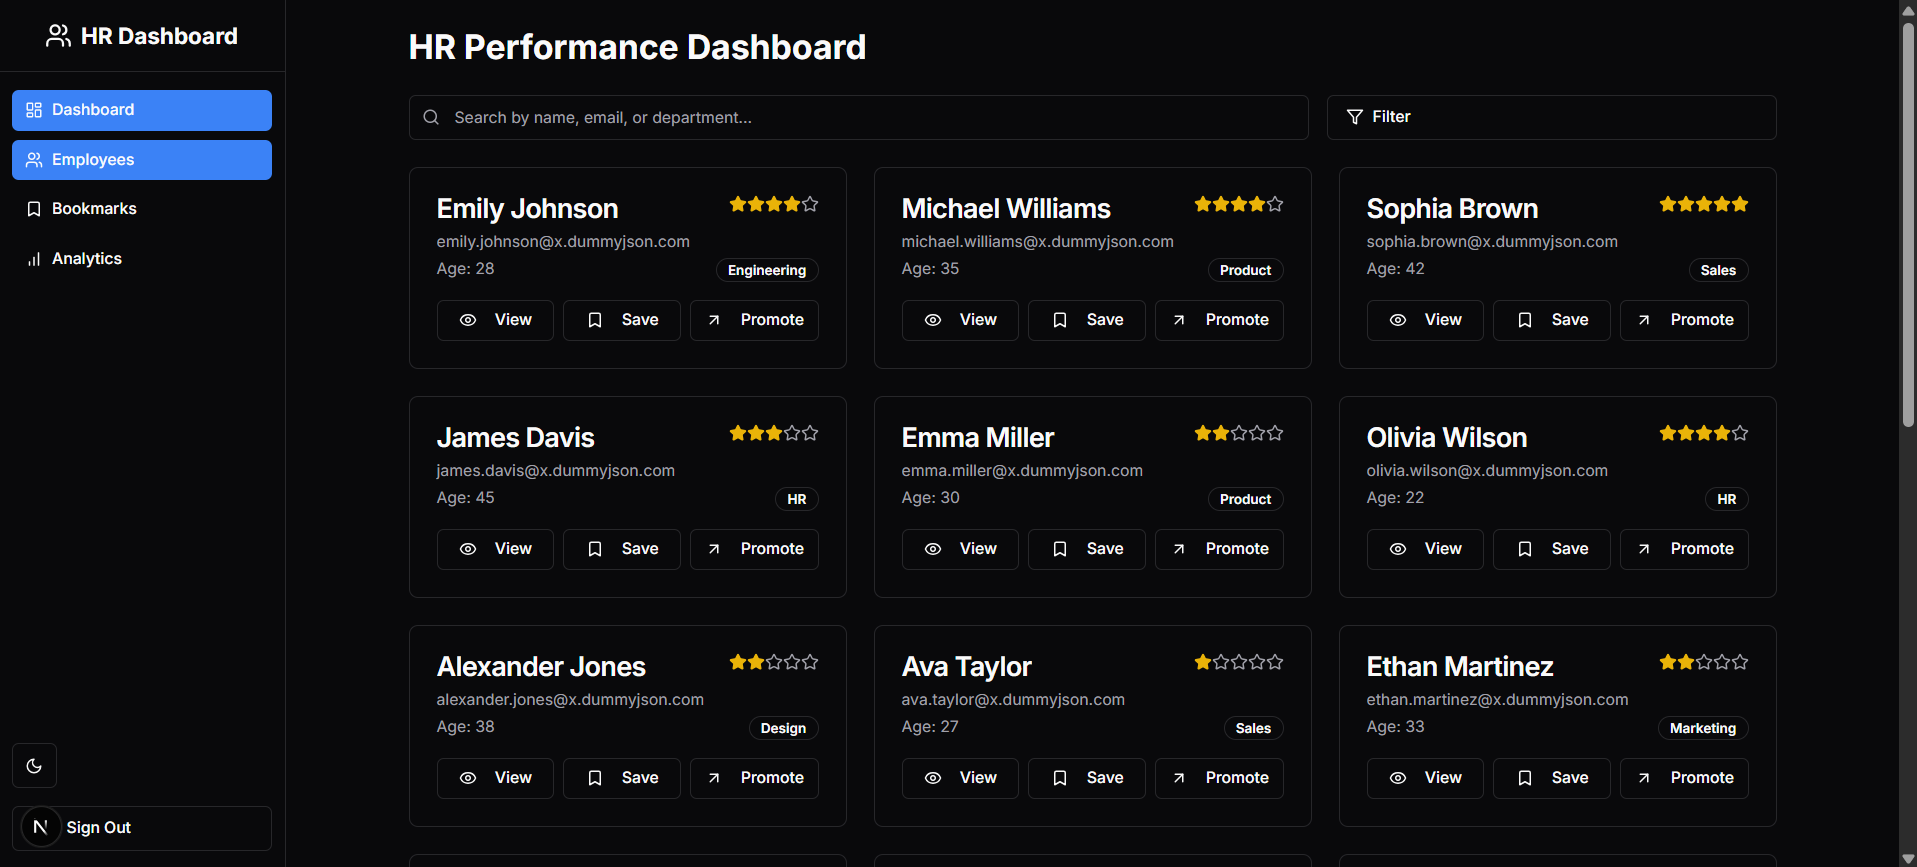 HR Dashboard
Dashboard
Employees
Bookmarks
Analytics
N Sign Out
HR Performance Dashboard
Search by name, email, or department...
Filter
Emily Johnson
emily.johnson@x.dummyjson.com
Age: 28
Engineering
View Save Promote
Michael Williams
michael.williams@x.dummyjson.com
Age: 35
Product
View Save Promote
Sophia Brown
sophia.brown@x.dummyjson.com
Age: 42
Sales
View Save Promote
James Davis
james.davis@x.dummyjson.com
Age: 45
HR
View Save Promote
Emma Miller
emma.miller@x.dummyjson.com
Age: 30
Product
View Save Promote
Olivia Wilson
olivia.wilson@x.dummyjson.com
Age: 22
HR
View Save Promote
Alexander Jones
alexander.jones@x.dummyjson.com
Age: 38
Design
View Save Promote
Ava Taylor
ava.taylor@x.dummyjson.com
Age: 27
Sales
View Save Promote
Ethan Martinez
ethan.martinez@x.dummyjson.com
Age: 33
Marketing
View Save Promote